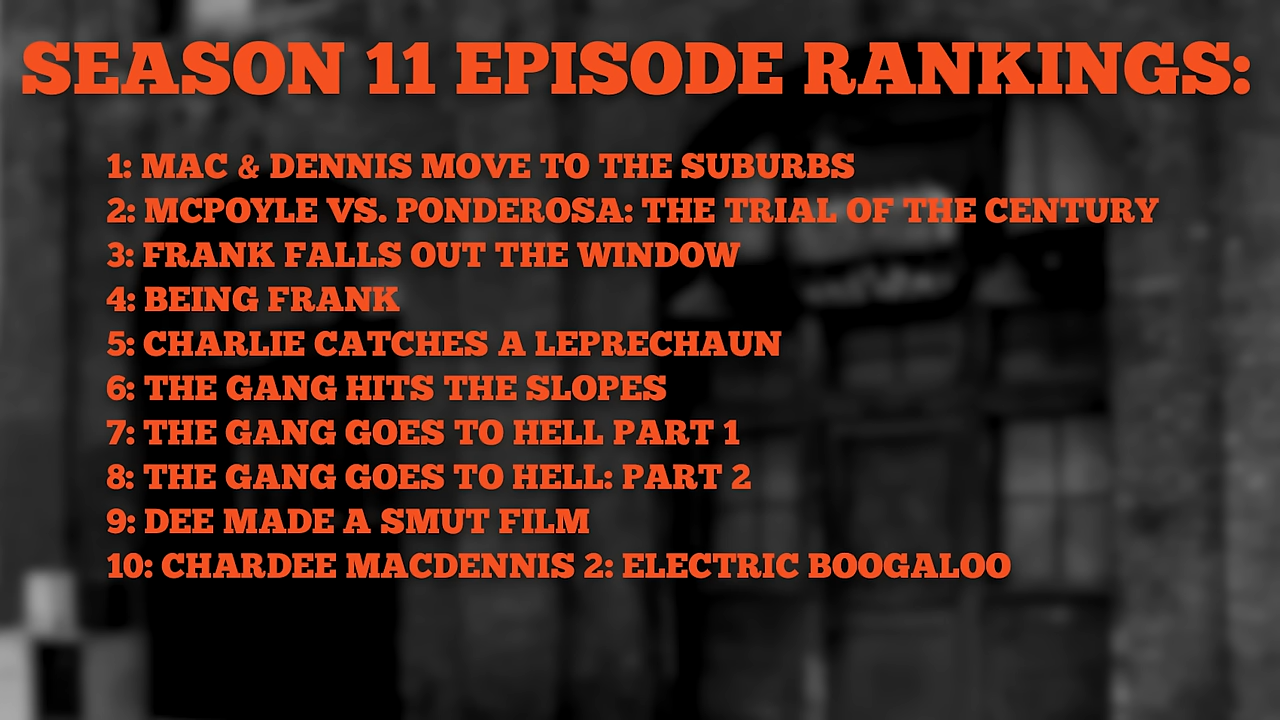 SEASON 11 EPISODE RANKINGS:
1: MAC & DENNIS MOVE TO THE SUBURBS
2: MCPOYLE VS. PONDEROSA: THE TRIAL OF THE CENTURY
3: FRANK FALLS OUT THE WINDOW
4: BEING FRANK
5: CHARLIE CATCHES A LEPRECHAUN
6: THE GANG HITS THE SLOPES
7: THE GANG GOES TO HELL PART 1
8: THE GANG GOES TO HELL: PART 2
9: DEE MADE A SMUT FILM
10: CHARDEE MACDENNIS 2: ELECTRIC BOOGALOO